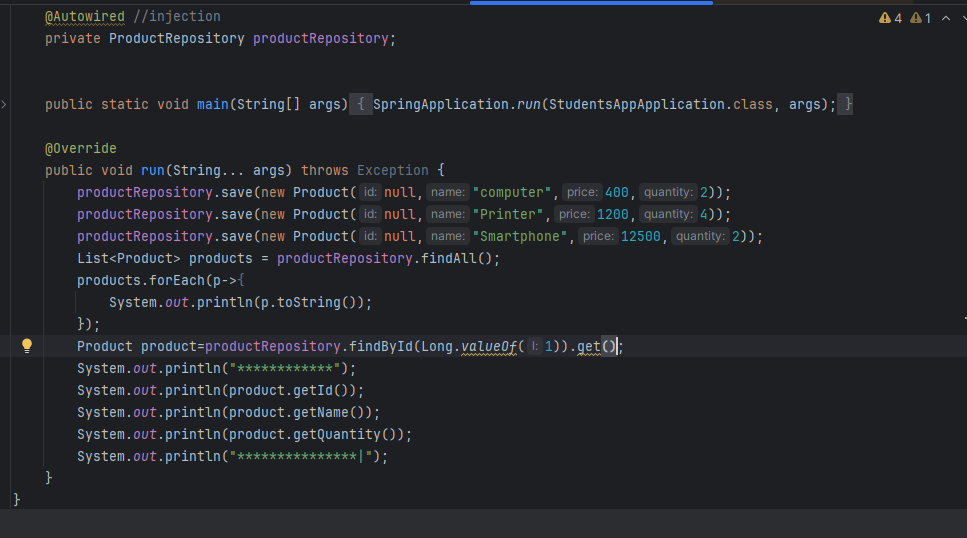 @Autowired //injection
4 1
private ProductRepository productRepository;
public static void main(String[] args) { SpringApplication.run(StudentsAppApplication.class, args); }
@Override
public void run(String... args) throws Exception {
productRepository.save(new Product( id: null, name: "computer", price: 400, quantity: 2));
productRepository.save(new Product( id: null, name: "Printer", price: 1200, quantity: 4));
productRepository.save(new Product( id: null, name: "Smartphone", price: 12500, quantity: 2));
List<Product> products = productRepository.findAll();
products.forEach(p->{
System.out.println(p.toString());
});
Product product=productRepository.findById(Long.valueOf( l: 1)).get();
System.out.println("************");
System.out.println(product.getId());
System.out.println(product.getName());
System.out.println(product.getQuantity());
System.out.println("***************|");
}
}